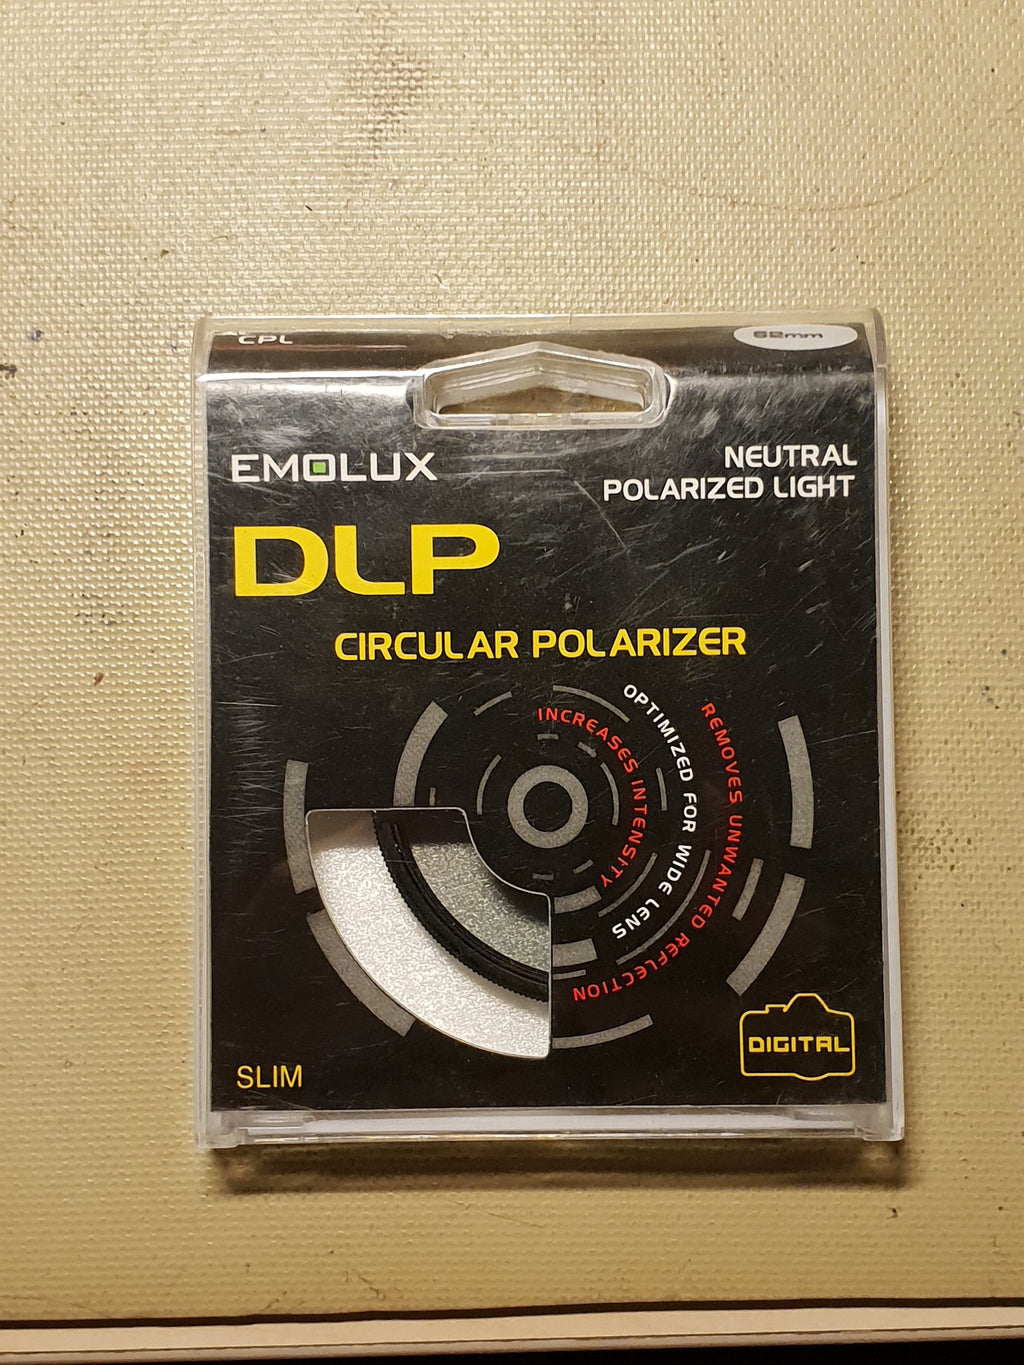 CPL
62mm
EMOLUX
NEUTRAL
POLARIZED LIGHT
DLP
CIRCULAR POLARIZER
INCREASES INTENSITY
OPTIMIZED FOR WIDE LENS
REMOVES UNWANTED REFLECTION
DIGITAL
SLIM